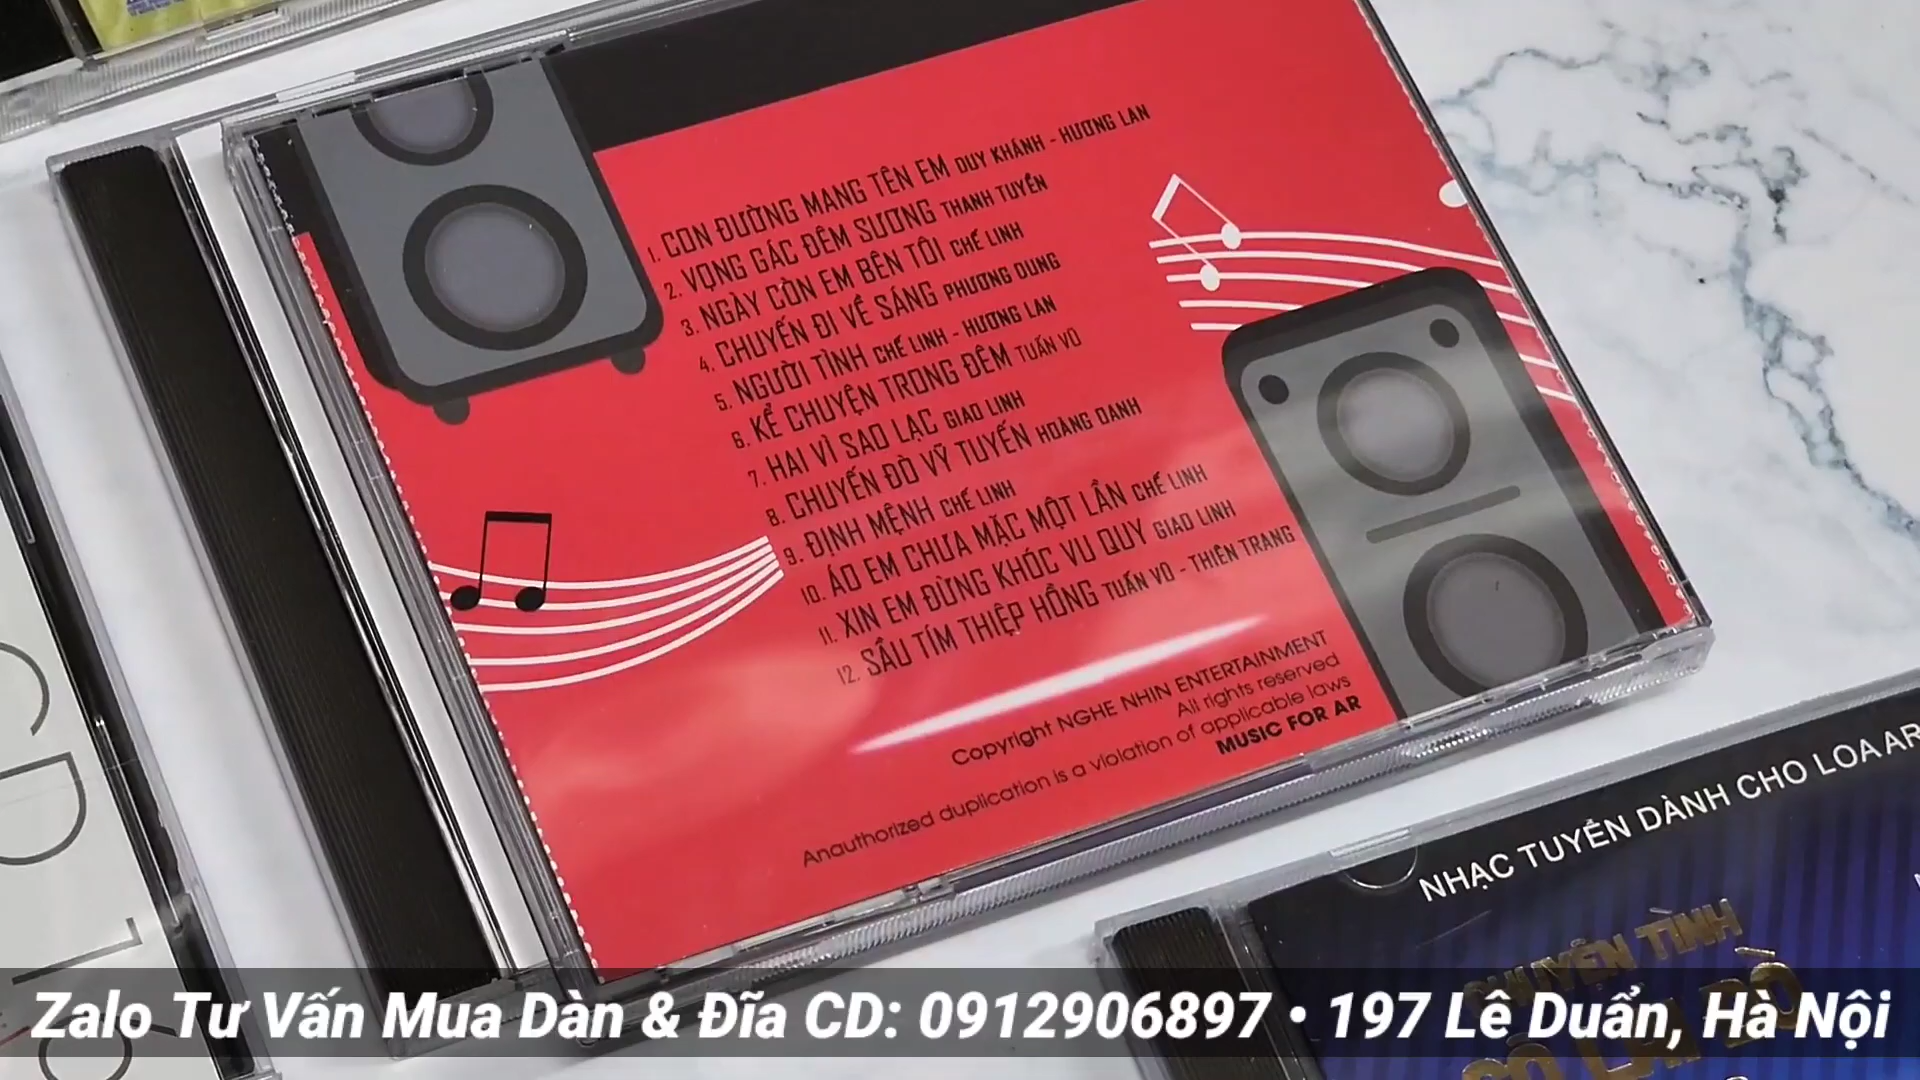 1. CON ĐƯỜNG MANG TÊN EM DUY KHÁNH - HƯƠNG LAN
2. VỌNG GÁC ĐÊM SƯƠNG THANH TUYỀN
3. NGÀY CÒN EM BÊN TÔI CHẾ LINH
4. CHUYẾN ĐI VỀ SÁNG PHƯƠNG DUNG
5. NGƯỜI TÌNH CHẾ LINH - HƯƠNG LAN
6. KỂ CHUYỆN TRONG ĐÊM TUẤN VŨ
7. HAI VÌ SAO LẠC GIAO LINH
8. CHUYẾN ĐÒ VỸ TUYẾN HOÀNG OANH
9. ĐỊNH MỆNH CHẾ LINH
10. ÁO EM CHƯA MẶC MỘT LẦN CHẾ LINH
11. XIN EM ĐỪNG KHÓC VU QUY GIAO LINH
12. SẦU TÍM THIỆP HỒNG TUẤN VŨ - THIÊN TRANG
Copyright NGHE NHIN ENTERTAINMENT
All rights reserved
Anauthorized duplication is a violation of applicable laws
MUSIC FOR AR
NHẠC TUYỂN DÀNH CHO LOA AR
CHUYỆN TÌNH
CÔ LÁI ĐÒ
Zalo Tư Vấn Mua Dàn & Đĩa CD: 0912906897 • 197 Lê Duẩn, Hà Nội